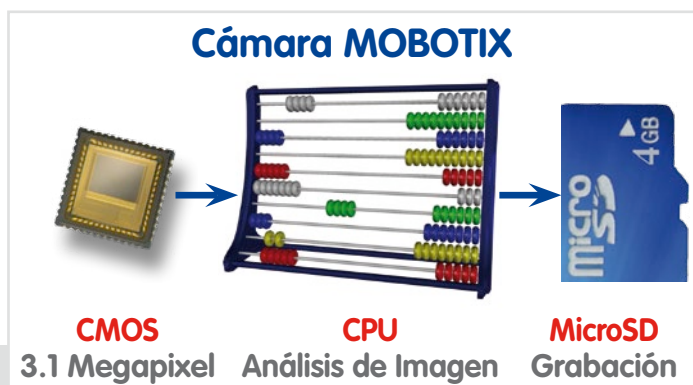 Cámara MOBOTIX
4GB
micro
SD
CMOS
CPU
MicroSD
3.1 Megapixel
Análisis de Imagen
Grabación